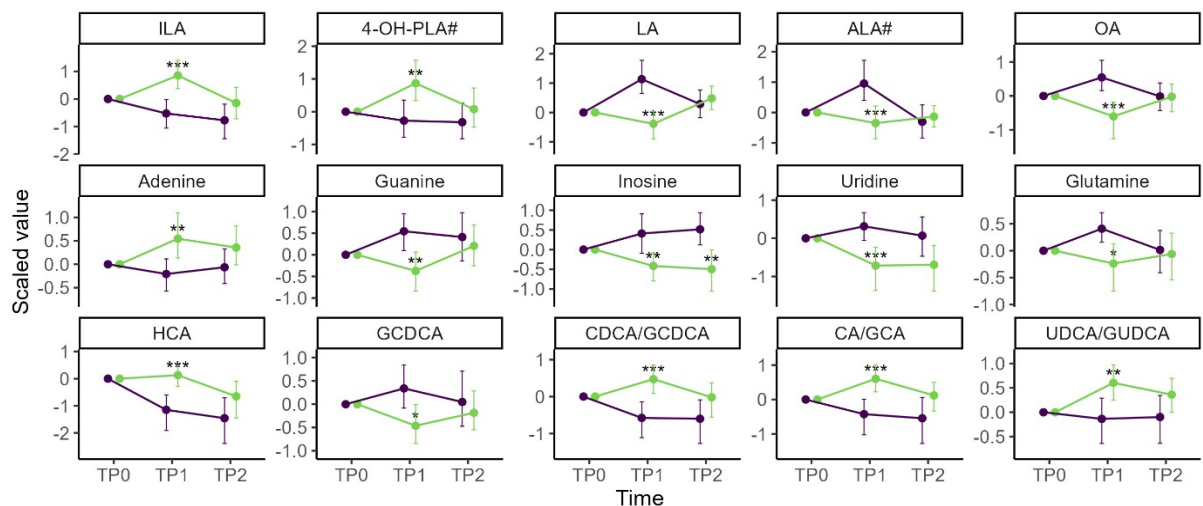 ILA 4-OH-PLA# LA ALA# OA
1 0 -1 -2
*** 
1 0 -1
**
2 1 0 -1
***
2 1 0 -1
***
1 0 -1
***
Adenine Guanine Inosine Uridine Glutamine
1.0 0.5 0.0 -0.5
**
1.0 0.5 0.0 -0.5 -1.0
**
1.0 0.5 0.0 -0.5 -1.0
** **
1 0 -1
***
0.5 0.0 -0.5 -1.0
*
HCA GCDCA CDCA/GCDCA CA/GCA UDCA/GUDCA
1 0 -1 -2
***
1.0 0.5 0.0 -0.5
*
1 0 -1
***
1 0 -1
***
1.0 0.5 0.0 -0.5
**
TP0 TP1 TP2 TP0 TP1 TP2 TP0 TP1 TP2 TP0 TP1 TP2 TP0 TP1 TP2
Time
Scaled value